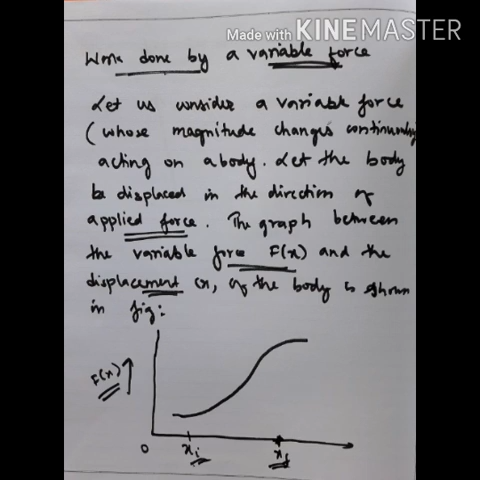 Made with KINEMASTER
Work done by a variable force
Let us consider a variable force
(whose magnitude changes continuously
acting on a body. Let the body
be displaced in the direction of
applied force. The graph between
the variable force F(x) and the
displacement (x, of the body is shown
in fig:
F(x)
O xi xf